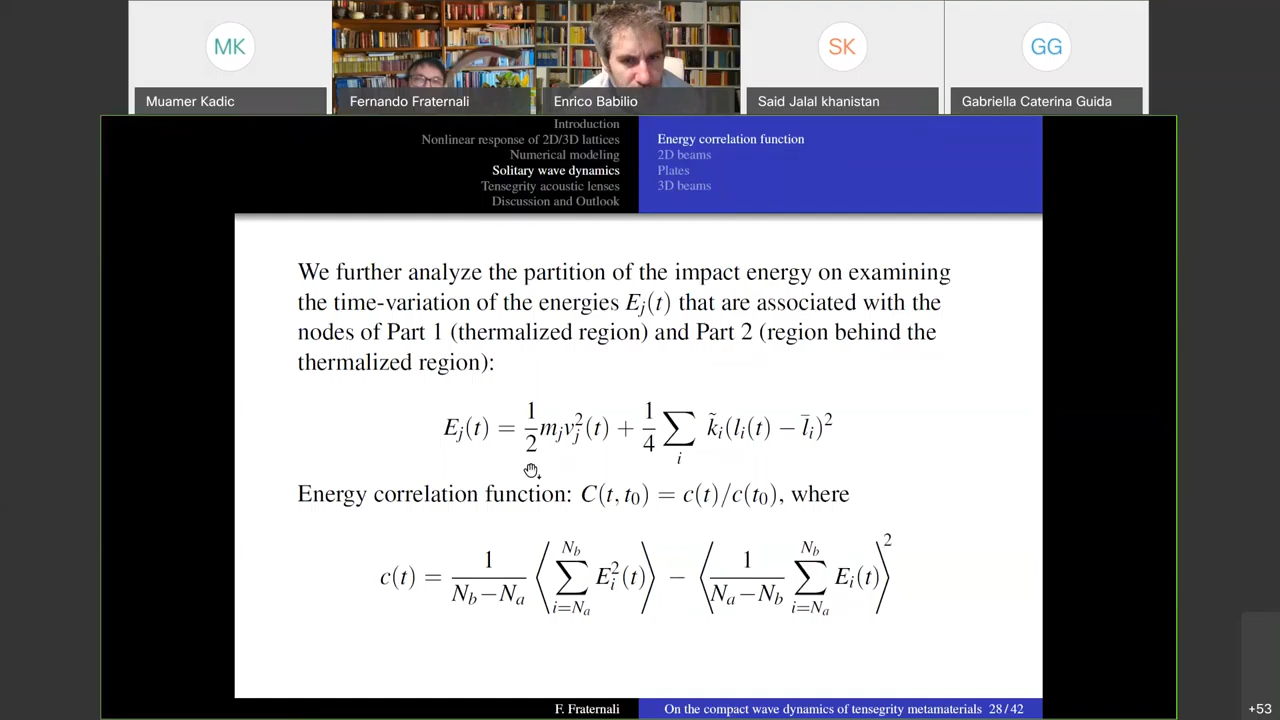 MK
SK
GG
Muamer Kadic
Fernando Fraternali
Enrico Babilio
Said Jalal khanistan
Gabriella Caterina Guida
Introduction
Nonlinear response of 2D/3D lattices
Numerical modeling
Solitary wave dynamics
Tensegrity acoustic lenses
Discussion and Outlook
Energy correlation function
2D beams
Plates
3D beams
We further analyze the partition of the impact energy on examining
the time-variation of the energies E_j(t) that are associated with the
nodes of Part 1 (thermalized region) and Part 2 (region behind the
thermalized region):
E_j(t) = 1/2 m_j v_j^2(t) + 1/4 ∑_i k̃_i(l_i(t) − l̄_i)^2
Energy correlation function: C(t, t_0) = c(t)/c(t_0), where
c(t) = 1/(N_b−N_a) ⟨∑_{i=N_a}^{N_b} E_i^2(t)⟩ − ⟨1/(N_a−N_b) ∑_{i=N_a}^{N_b} E_i(t)⟩^2
F. Fraternali
On the compact wave dynamics of tensegrity metamaterials 28 / 42
+53